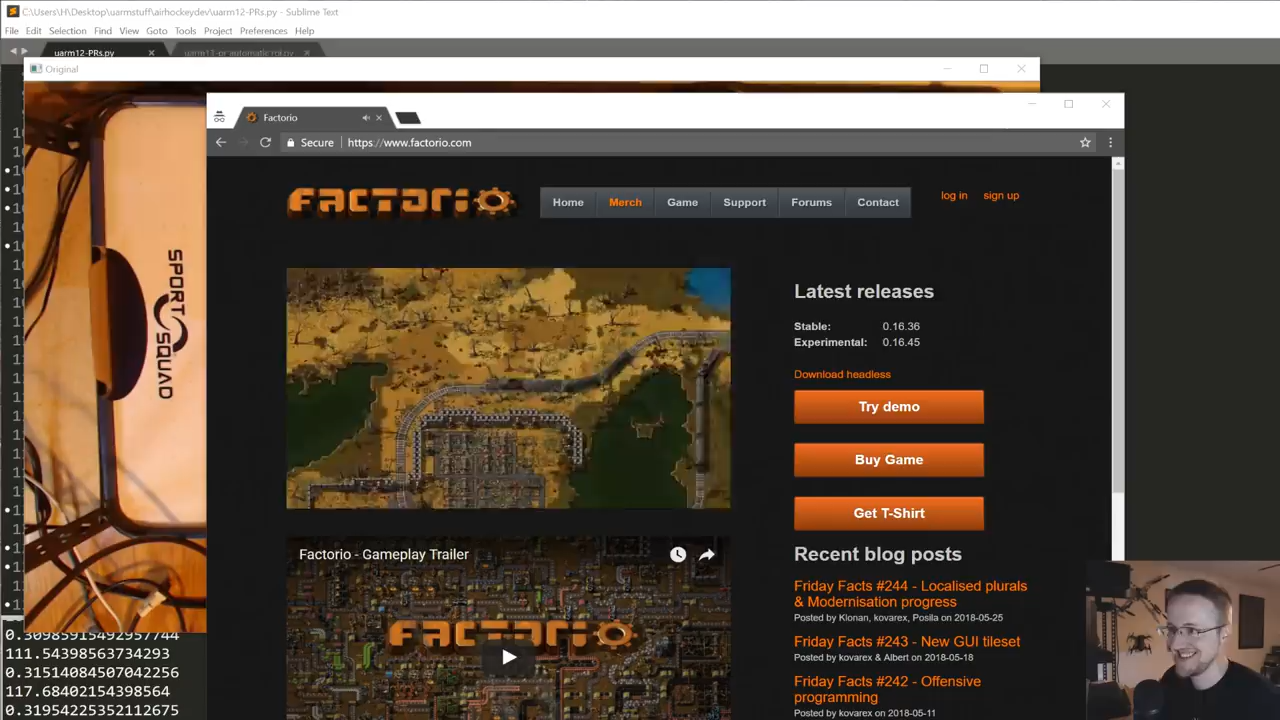 C:\Users\H\Desktop\uarmstuff\airhockeydev\uarm12-PRs.py - Sublime Text
File Edit Selection Find View Goto Tools Project Preferences Help
uarm12-PRs.py
Original
Factorio
Secure https://www.factorio.com
FACTORIO
Home Merch Game Support Forums Contact
log in sign up
SPORT
SQUAD
Latest releases
Stable: 0.16.36
Experimental: 0.16.45
Download headless
Try demo
Buy Game
Get T-Shirt
Factorio - Gameplay Trailer
FACTORIO
Recent blog posts
Friday Facts #244 - Localised plurals
& Modernisation progress
Posted by Klonan, kovarex, Posila on 2018-05-25
Friday Facts #243 - New GUI tileset
Posted by kovarex & Albert on 2018-05-18
Friday Facts #242 - Offensive
programming
Posted by kovarex on 2018-05-11
0.30985915492957744
111.54398563734293
0.31514084507042256
117.68402154398564
0.31954225352112675